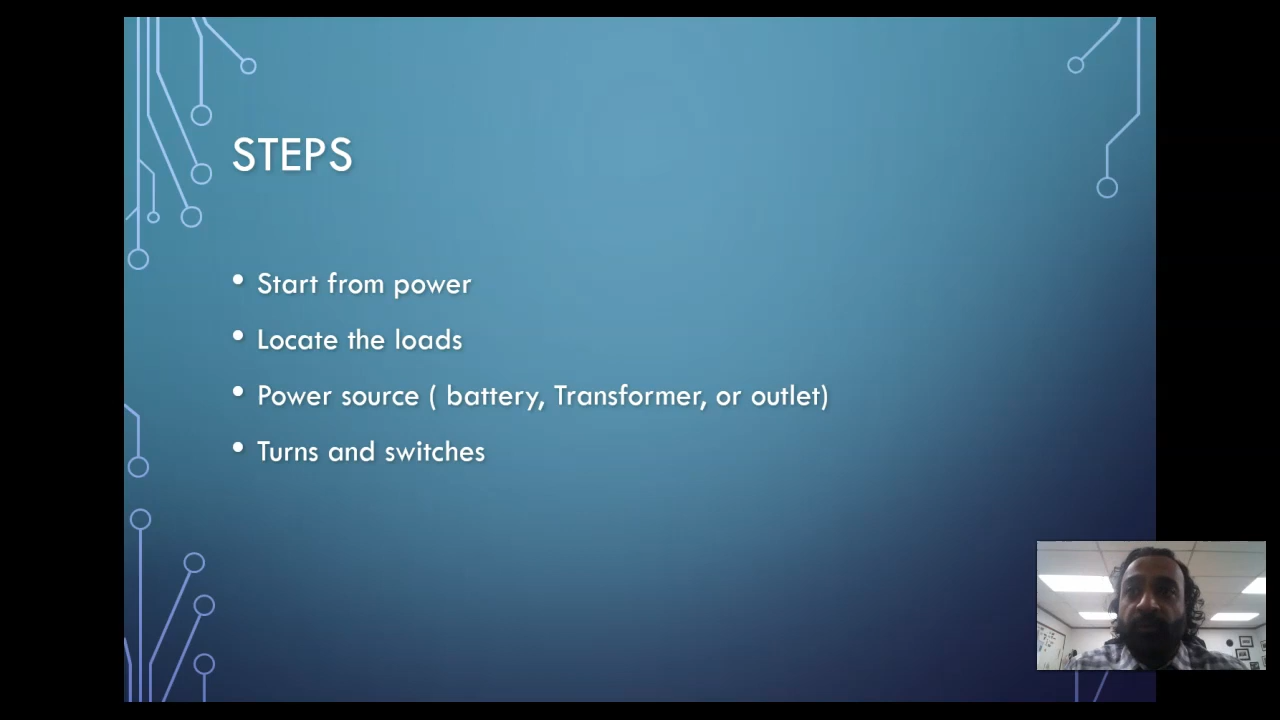 STEPS
• Start from power
• Locate the loads
• Power source ( battery, Transformer, or outlet)
• Turns and switches